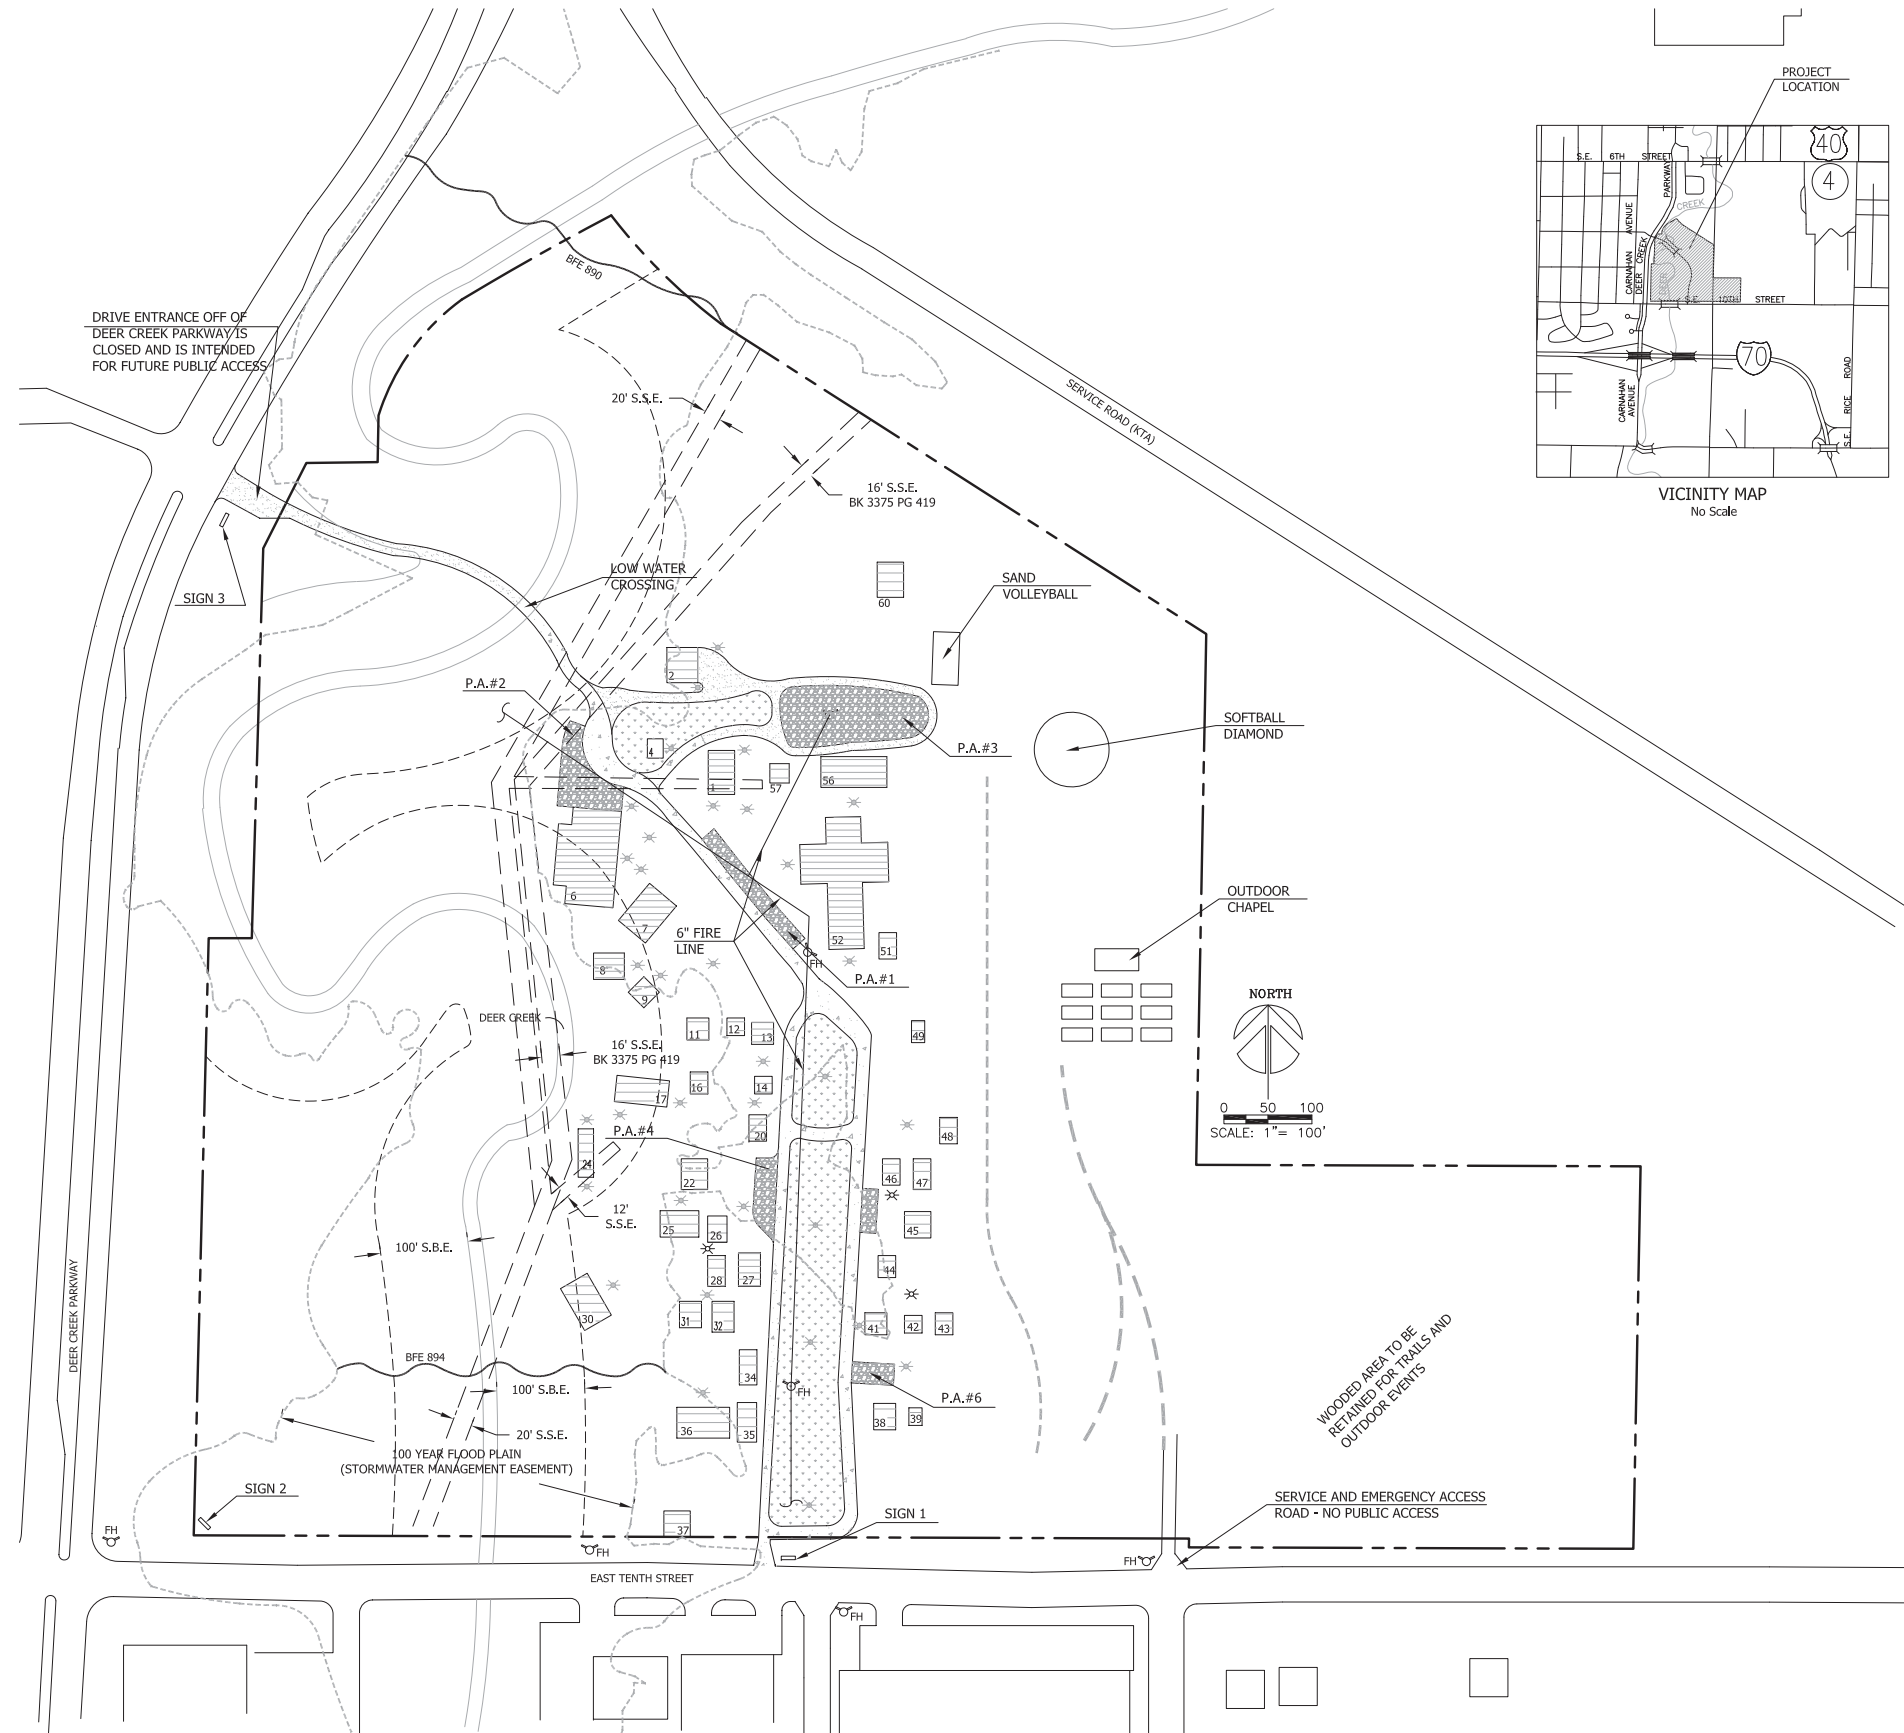 PROJECT
LOCATION
40
4
S.E. 6TH STREET
PARKWAY
CREEK
CARNAHAN AVENUE
DEER CREEK
DEER
S.E. 10TH STREET
70
CARNAHAN
AVENUE
S.E. RICE ROAD
VICINITY MAP
No Scale
BFE 890
DRIVE ENTRANCE OFF OF
DEER CREEK PARKWAY IS
CLOSED AND IS INTENDED
FOR FUTURE PUBLIC ACCESS
20' S.S.E.
SERVICE ROAD (KTA)
16' S.S.E.
BK 3375 PG 419
SIGN 3
LOW WATER
CROSSING
60
SAND
VOLLEYBALL
2
P.A.#2
4
P.A.#3
SOFTBALL
DIAMOND
1
57
56
6
7
8
9
6" FIRE
LINE
52
51
FH
P.A.#1
OUTDOOR
CHAPEL
NORTH
0 50 100
SCALE: 1"= 100'
DEER CREEK
11
12
13
49
16' S.S.E.
BK 3375 PG 419
16
14
17
P.A.#4
20
48
24
22
46
47
12'
S.S.E.
25
26
45
100' S.B.E.
28
27
44
30
31
32
41
42
43
BFE 894
34
100' S.B.E.
FH
P.A.#6
36
35
38
39
20' S.S.E.
100 YEAR FLOOD PLAIN
(STORMWATER MANAGEMENT EASEMENT)
WOODED AREA TO BE
RETAINED FOR TRAILS AND
OUTDOOR EVENTS
DEER CREEK PARKWAY
SIGN 2
37
SIGN 1
SERVICE AND EMERGENCY ACCESS
ROAD - NO PUBLIC ACCESS
FH
FH
FH
EAST TENTH STREET
FH